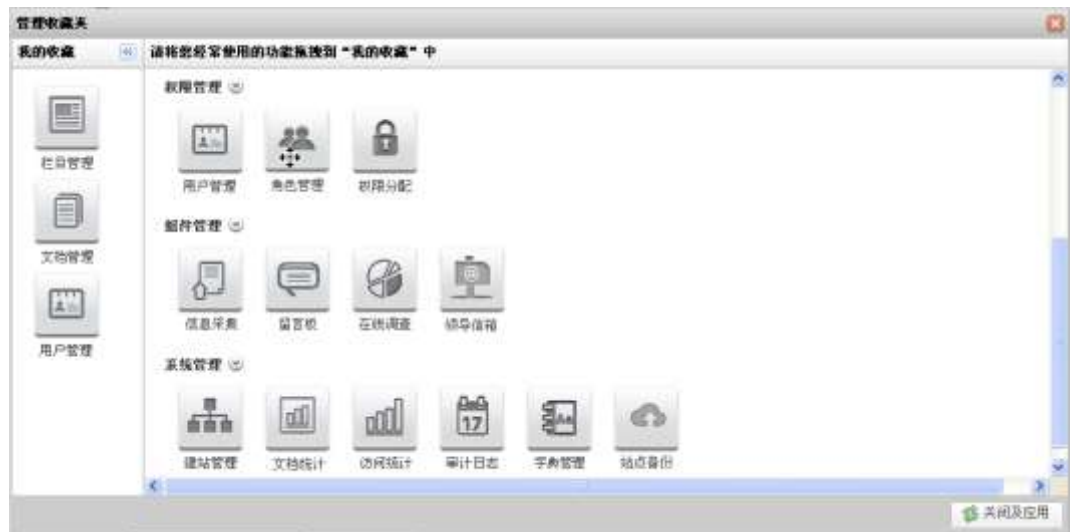 管理收藏夹
我的收藏
请将您经常使用的功能拖拽到“我的收藏”中
栏目管理
文档管理
用户管理
权限管理
用户管理 角色管理 权限分配
组件管理
信息采集 留言板 在线调查 领导信箱
系统管理
17
建站管理 文档统计 访问统计 审计日志 字典管理 站点备份
关闭及应用